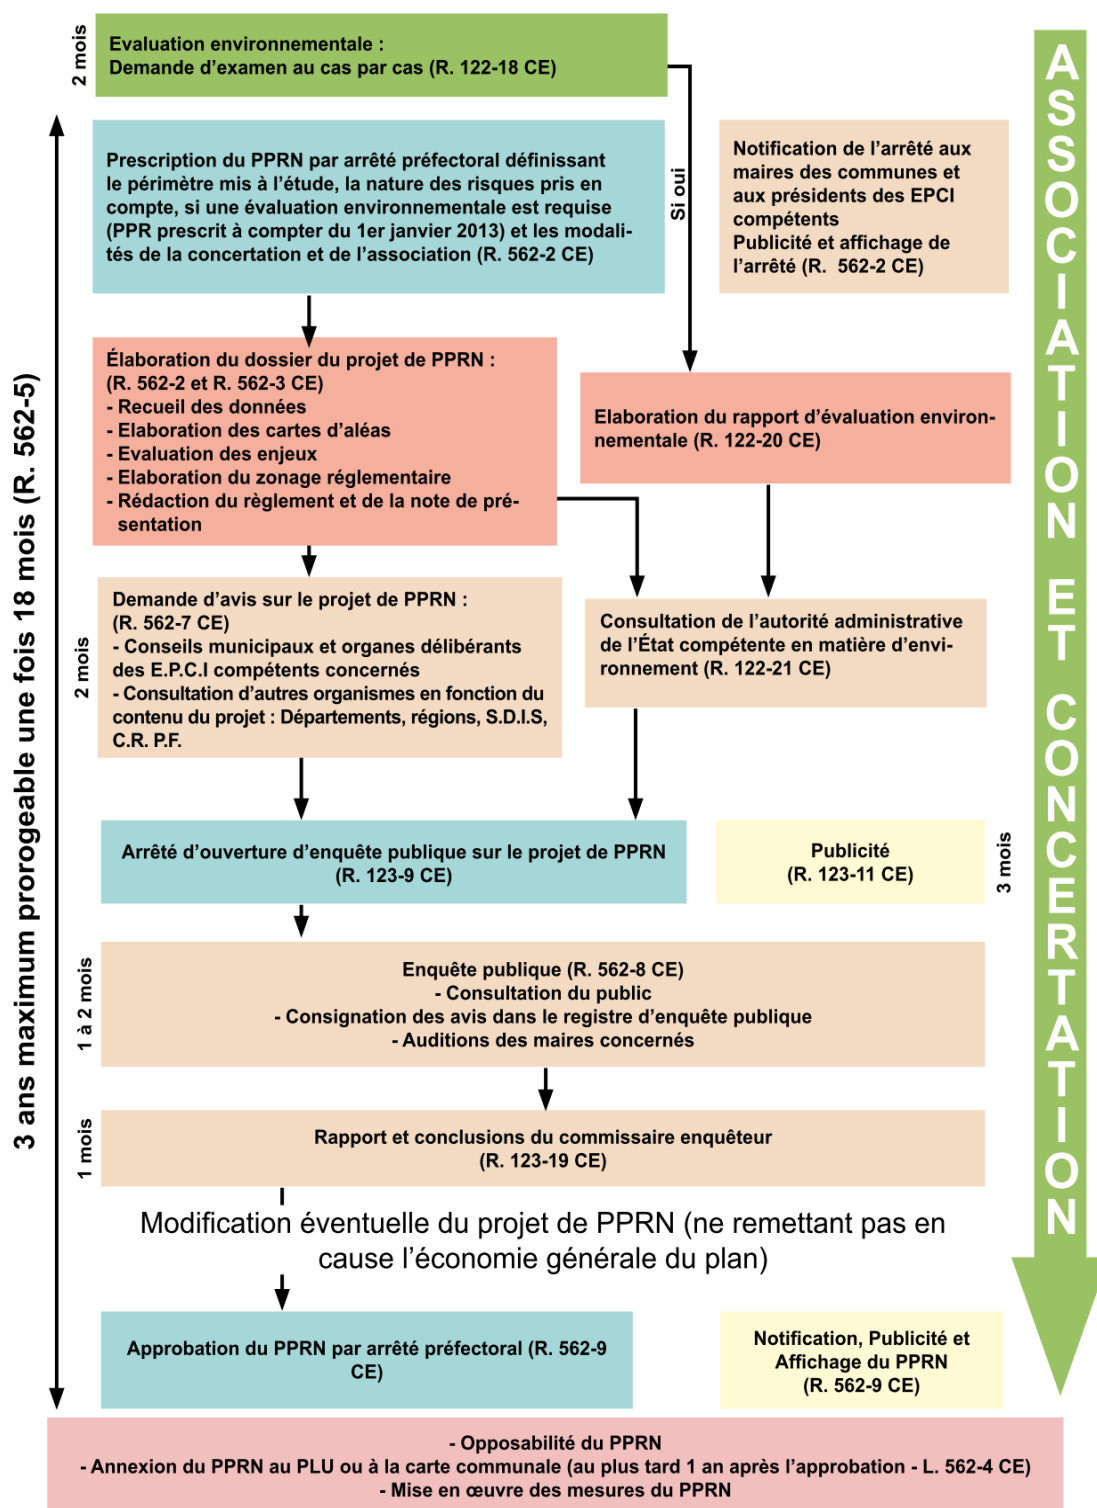 2 mois
Evaluation environnementale :
Demande d'examen au cas par cas (R. 122-18 CE)
3 ans maximum prorogeable une fois 18 mois (R. 562-5)
Prescription du PPRN par arrêté préfectoral définissant
le périmètre mis à l'étude, la nature des risques pris en
compte, si une évaluation environnementale est requise
(PPR prescrit à compter du 1er janvier 2013) et les modali-
tés de la concertation et de l'association (R. 562-2 CE)
Si oui
Notification de l'arrêté aux
maires des communes et
aux présidents des EPCI
compétents
Publicité et affichage de
l'arrêté (R.  562-2 CE)
ASSOCIATION ET CONCERTATION
Élaboration du dossier du projet de PPRN :
(R. 562-2 et R. 562-3 CE)
- Recueil des données
- Elaboration des cartes d'aléas
- Evaluation des enjeux
- Elaboration du zonage réglementaire
- Rédaction du règlement et de la note de pré-
sentation
Elaboration du rapport d'évaluation environ-
nementale (R. 122-20 CE)
2 mois
Demande d'avis sur le projet de PPRN :
(R. 562-7 CE)
- Conseils municipaux et organes délibérants
des E.P.C.I compétents concernés
- Consultation d'autres organismes en fonction du
contenu du projet : Départements, régions, S.D.I.S,
C.R. P.F.
Consultation de l'autorité administrative
de l'État compétente en matière d'envi-
ronnement (R. 122-21 CE)
Arrêté d'ouverture d'enquête publique sur le projet de PPRN
(R. 123-9 CE)
Publicité
(R. 123-11 CE)
3 mois
1 à 2 mois
Enquête publique (R. 562-8 CE)
- Consultation du public
- Consignation des avis dans le registre d'enquête publique
- Auditions des maires concernés
1 mois
Rapport et conclusions du commissaire enquêteur
(R. 123-19 CE)
Modification éventuelle du projet de PPRN (ne remettant pas en
cause l'économie générale du plan)
Approbation du PPRN par arrêté préfectoral (R. 562-9
CE)
Notification, Publicité et
Affichage du PPRN
(R. 562-9 CE)
- Opposabilité du PPRN
- Annexion du PPRN au PLU ou à la carte communale (au plus tard 1 an après l'approbation - L. 562-4 CE)
- Mise en œuvre des mesures du PPRN